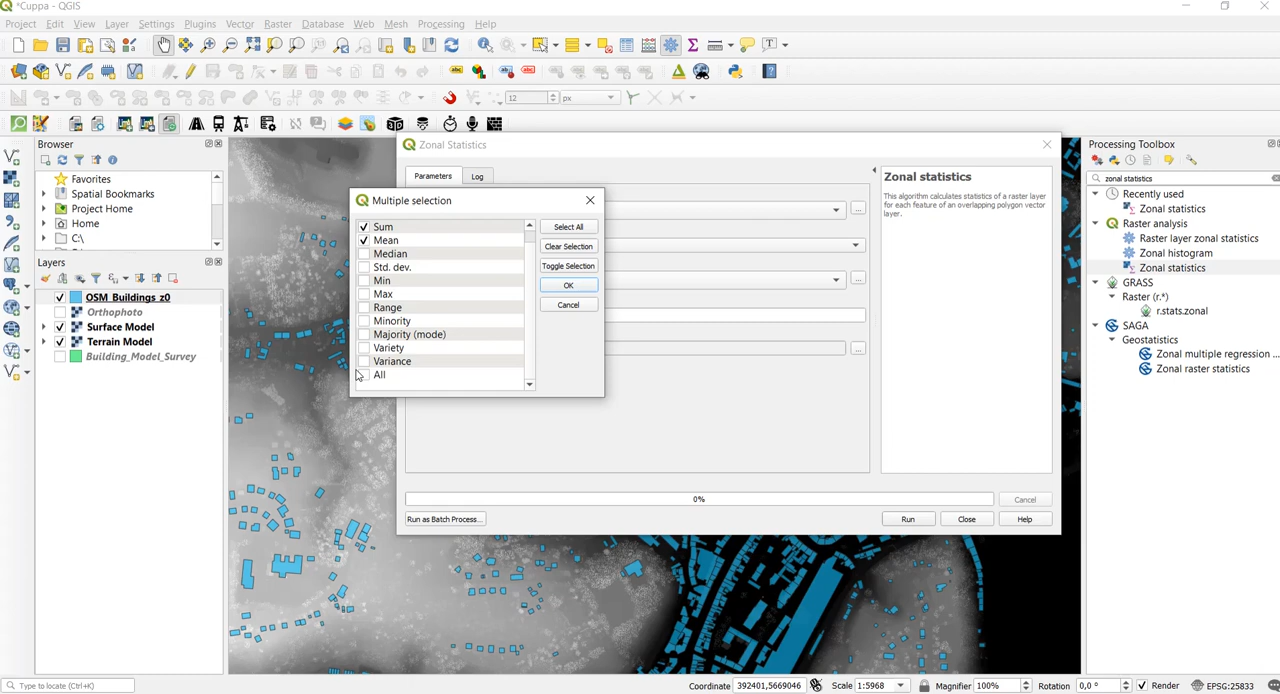 *Cuppa - QGIS
Project Edit View Layer Settings Plugins Vector Raster Database Web Mesh Processing Help
12 px
Browser
Favorites
Spatial Bookmarks
Project Home
Home
C:\
Layers
OSM_Buildings_z0
Orthophoto
Surface Model
Terrain Model
Building_Model_Survey
Zonal Statistics
Parameters Log
Multiple selection
Sum
Mean
Median
Std. dev.
Min
Max
Range
Minority
Majority (mode)
Variety
Variance
All
Select All
Clear Selection
Toggle Selection
OK
Cancel
Zonal statistics
This algorithm calculates statistics of a raster layer
for each feature of an overlapping polygon vector
layer.
0%
Cancel
Run as Batch Process...
Run Close Help
Processing Toolbox
zonal statistics
Recently used
Zonal statistics
Raster analysis
Raster layer zonal statistics
Zonal histogram
Zonal statistics
GRASS
Raster (r.*)
r.stats.zonal
SAGA
Geostatistics
Zonal multiple regression ...
Zonal raster statistics
Type to locate (Ctrl+K)
Coordinate 392401,5669046 Scale 1:5968 Magnifier 100% Rotation 0,0 ° Render EPSG:25833